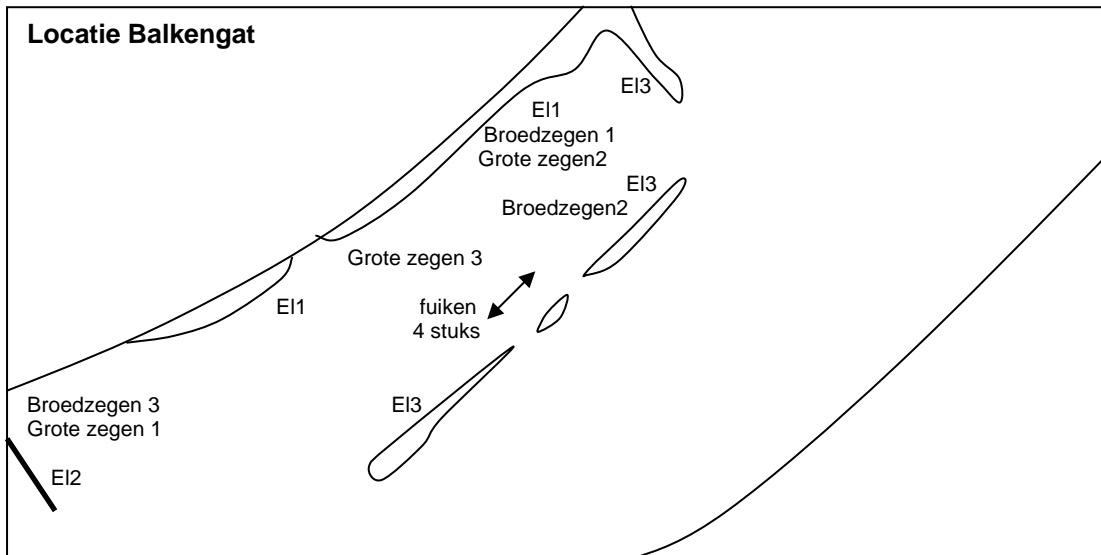 Locatie Balkengat
El3
El1
Broedzegen 1
Grote zegen2
El3
Broedzegen2
Grote zegen 3
El1
fuiken
4 stuks
El3
Broedzegen 3
Grote zegen 1
El2